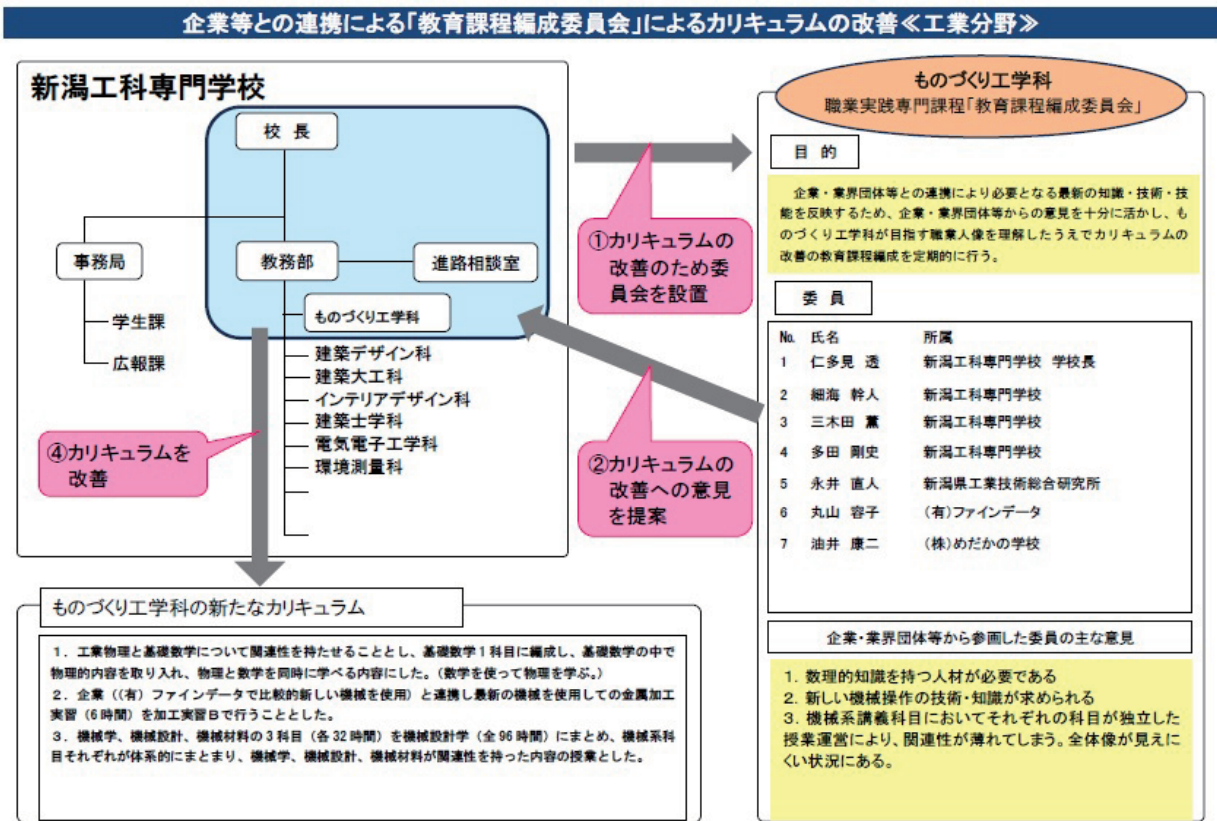 企業等との連携による「教育課程編成委員会」によるカリキュラムの改善≪工業分野≫
新潟工科専門学校
校 長
事務局
教務部
進路相談室
学生課
広報課
ものづくり工学科
建築デザイン科
建築大工科
インテリアデザイン科
建築士学科
電気電子工学科
環境測量科
①カリキュラムの
改善のため委
員会を設置
②カリキュラムの
改善への意見
を提案
④カリキュラムを
改善
ものづくり工学科
職業実践専門課程「教育課程編成委員会」
目 的
企業・業界団体等との連携により必要となる最新の知識・技術・技
能を反映するため、企業・業界団体等からの意見を十分に活かし、も
のづくり工学科が目指す職業人像を理解したうえでカリキュラムの
改善の教育課程編成を定期的に行う。
委 員
No. 氏名 所属
1 仁多見 透 新潟工科専門学校 学校長
2 細海 幹人 新潟工科専門学校
3 三木田 薫 新潟工科専門学校
4 多田 剛史 新潟工科専門学校
5 永井 直人 新潟県工業技術総合研究所
6 丸山 容子 (有)ファインデータ
7 油井 康二 (株)めだかの学校
企業・業界団体等から参画した委員の主な意見
1. 数理的知識を持つ人材が必要である
2. 新しい機械操作の技術・知識が求められる
3. 機械系講義科目においてそれぞれの科目が独立した
授業運営により、関連性が薄れてしまう。全体像が見えに
くい状況にある。
ものづくり工学科の新たなカリキュラム
1. 工業物理と基礎数学について関連性を持たせることとし、基礎数学1科目に編成し、基礎数学の中で
物理的内容を取り入れ、物理と数学を同時に学べる内容にした。(数学を使って物理を学ぶ。)
2. 企業((有)ファインデータで比較的新しい機械を使用)と連携し最新の機械を使用しての金属加工
実習(6時間)を加工実習Bで行うこととした。
3. 機械学、機械設計、機械材料の3科目(各32時間)を機械設計学(全96時間)にまとめ、機械系科
目それぞれが体系的にまとまり、機械学、機械設計、機械材料が関連性を持った内容の授業とした。